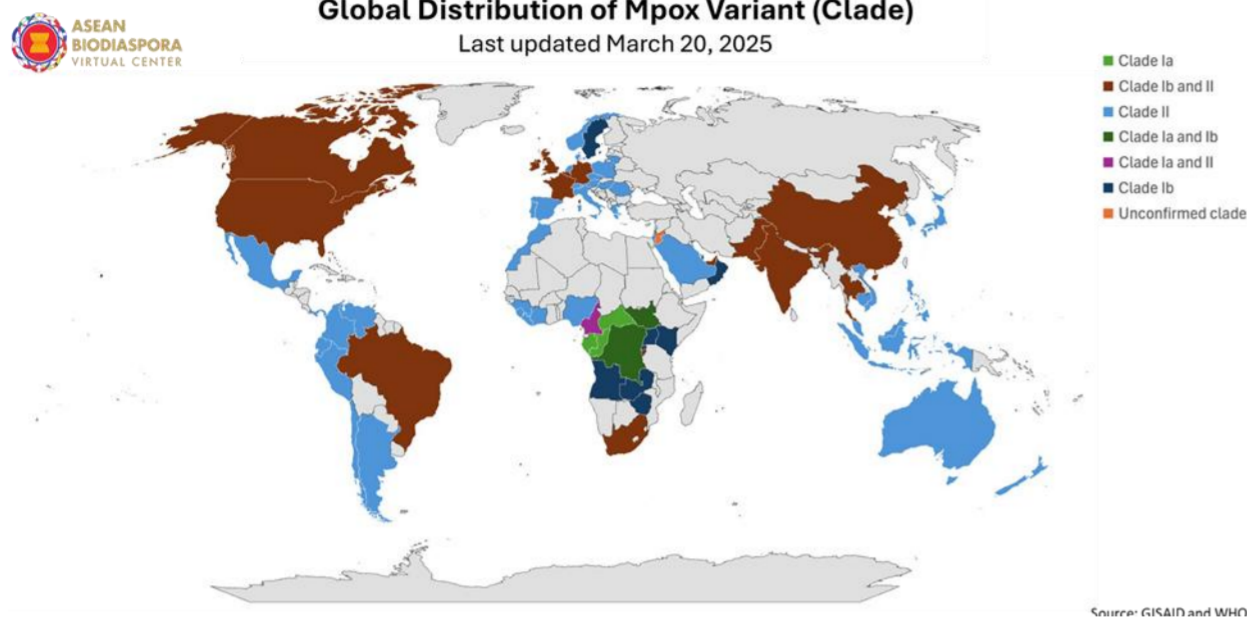 Global Distribution of Mpox Variant (Clade)
Last updated March 20, 2025
ASEAN
BIODIASPORA
VIRTUAL CENTER
Clade Ia
Clade Ib and II
Clade II
Clade Ia and Ib
Clade Ia and II
Clade Ib
Unconfirmed clade
Source: GISAID and WHO